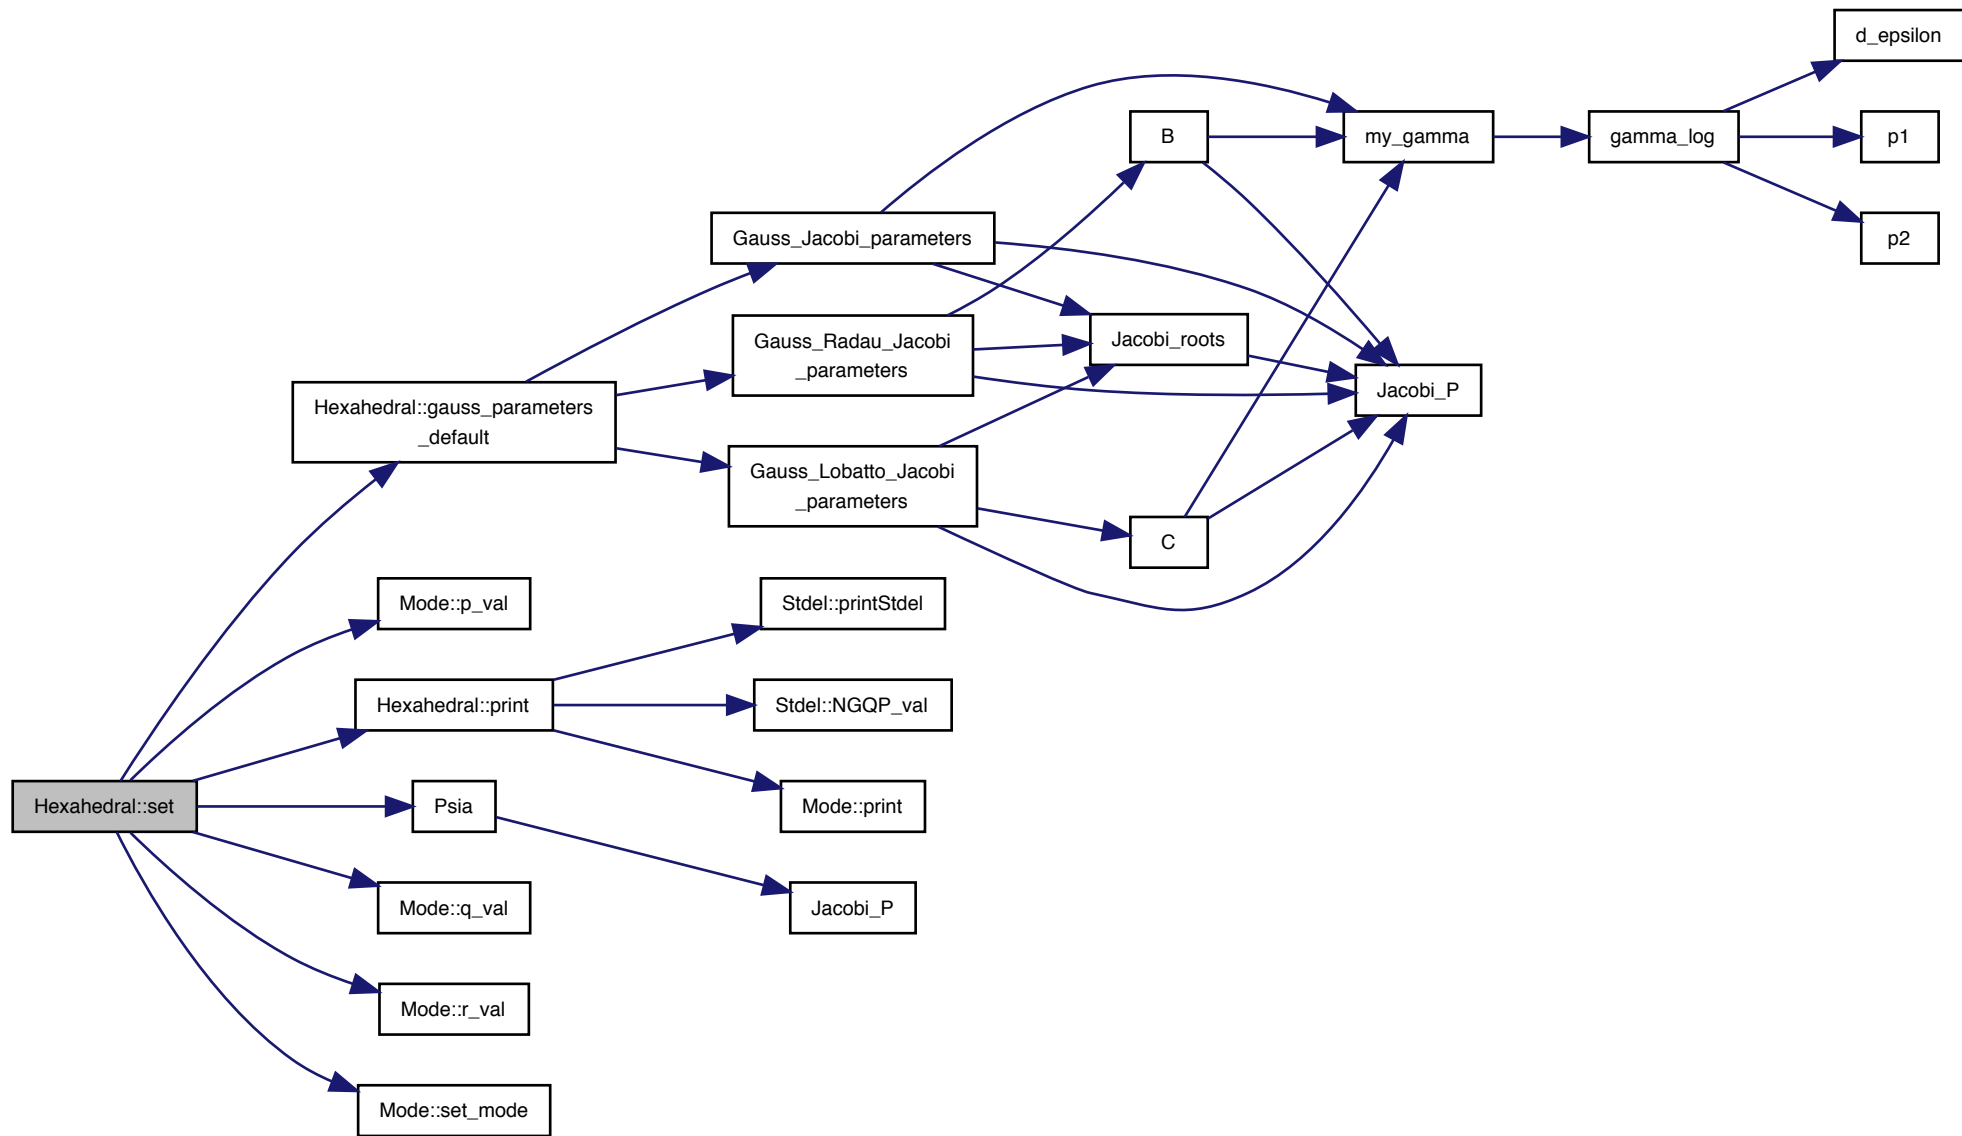 d_epsilon
B
my_gamma
gamma_log
p1
Gauss_Jacobi_parameters
p2
Gauss_Radau_Jacobi
_parameters
Jacobi_roots
Jacobi_P
Hexahedral::gauss_parameters
_default
Gauss_Lobatto_Jacobi
_parameters
C
Mode::p_val
Stdel::printStdel
Hexahedral::print
Stdel::NGQP_val
Hexahedral::set
Psia
Mode::print
Mode::q_val
Jacobi_P
Mode::r_val
Mode::set_mode